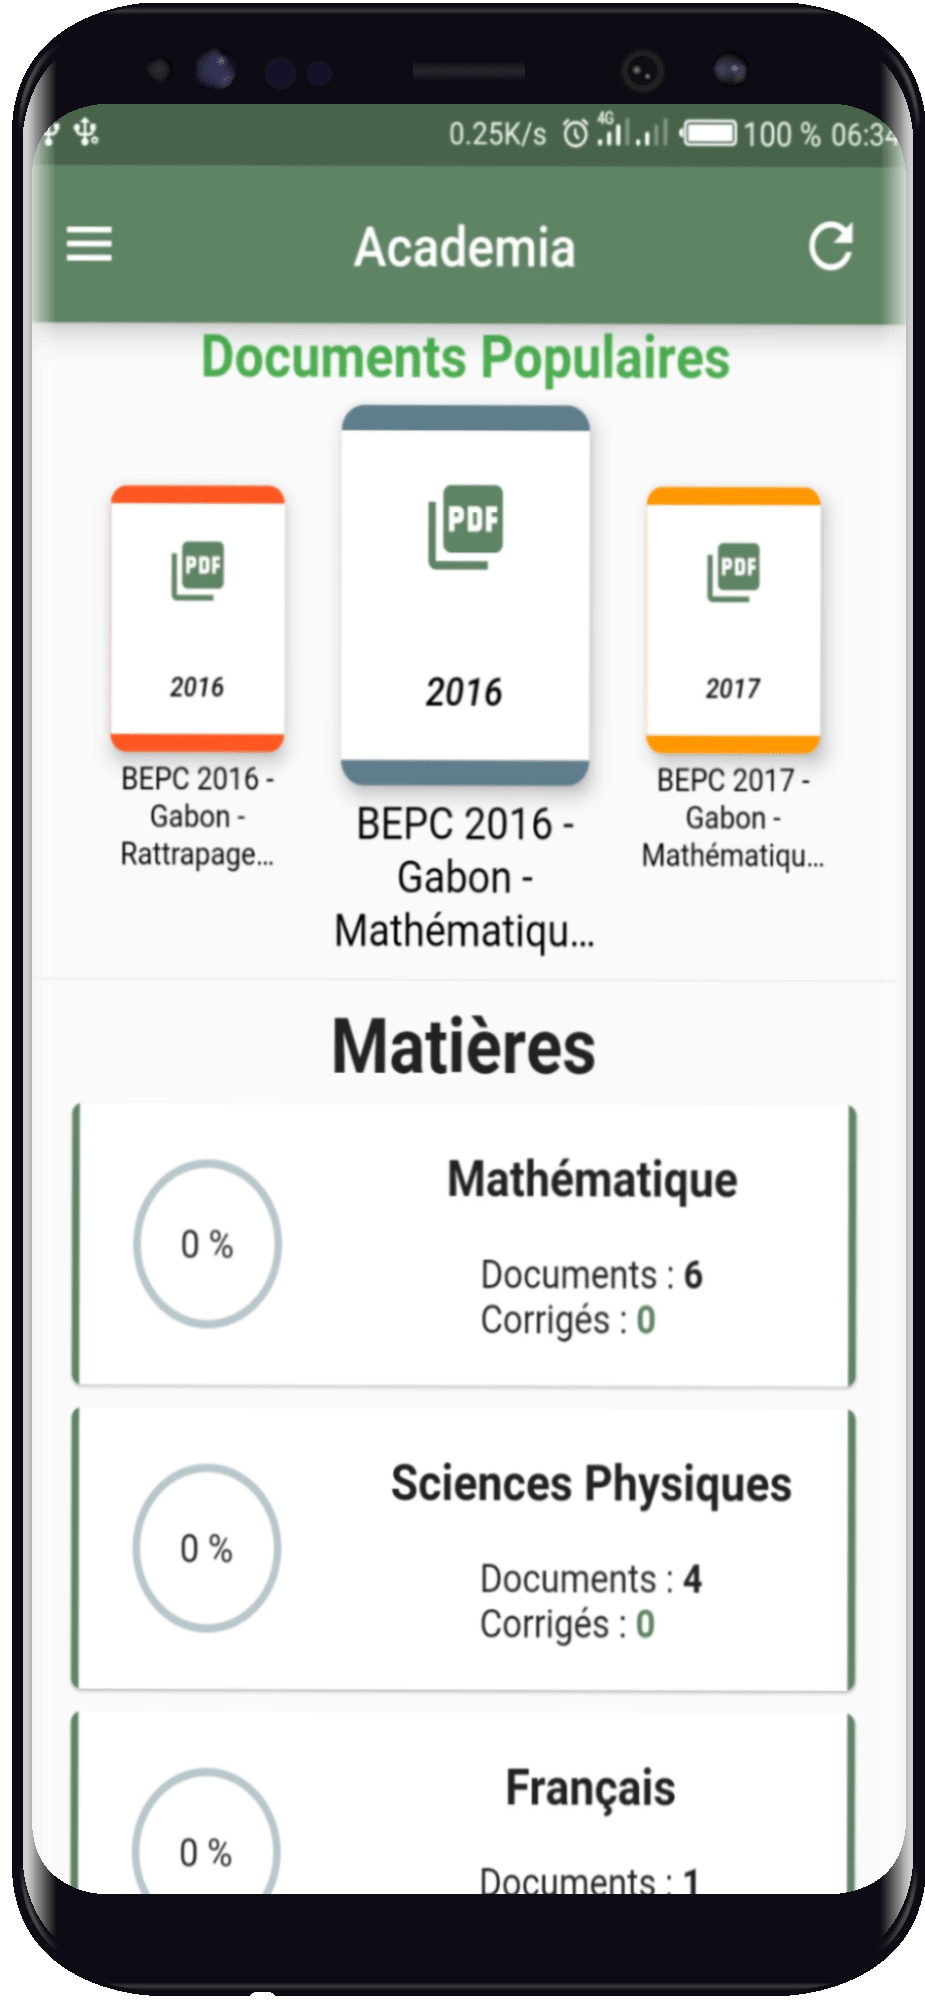 0.25K/s 4G 100 % 06:34
Academia
Documents Populaires
PDF
2016
BEPC 2016 -
Gabon -
Rattrapage...
PDF
2016
BEPC 2016 -
Gabon -
Mathématiqu...
PDF
2017
BEPC 2017 -
Gabon -
Mathématiqu...
Matières
0 %
Mathématique
Documents : 6
Corrigés : 0
0 %
Sciences Physiques
Documents : 4
Corrigés : 0
0 %
Français
Documents : 1